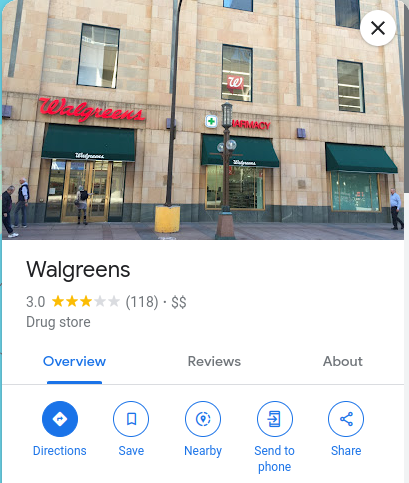 Walgreens
W
PHARMACY
Walgreens
Walgreens
Walgreens
3.0 (118) · $$
Drug store
Overview Reviews About
Directions Save Nearby Send to phone Share